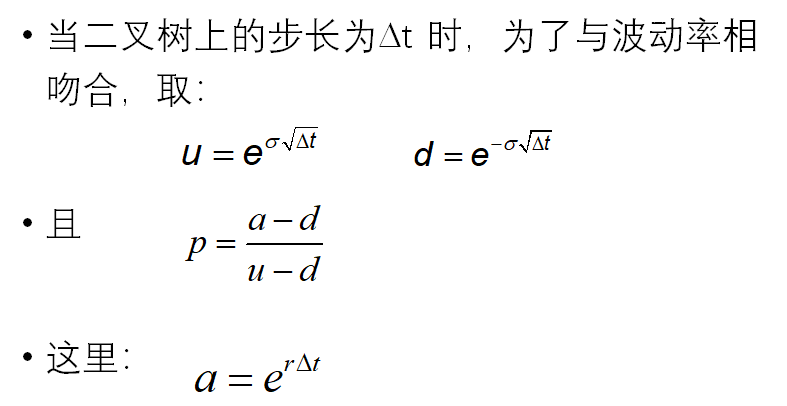 • 当二叉树上的步长为Δt 时，为了与波动率相
吻合，取：
u = e^{σ√Δt} d = e^{-σ√Δt}
• 且 p = \frac{a - d}{u - d}
• 这里： a = e^{rΔt}